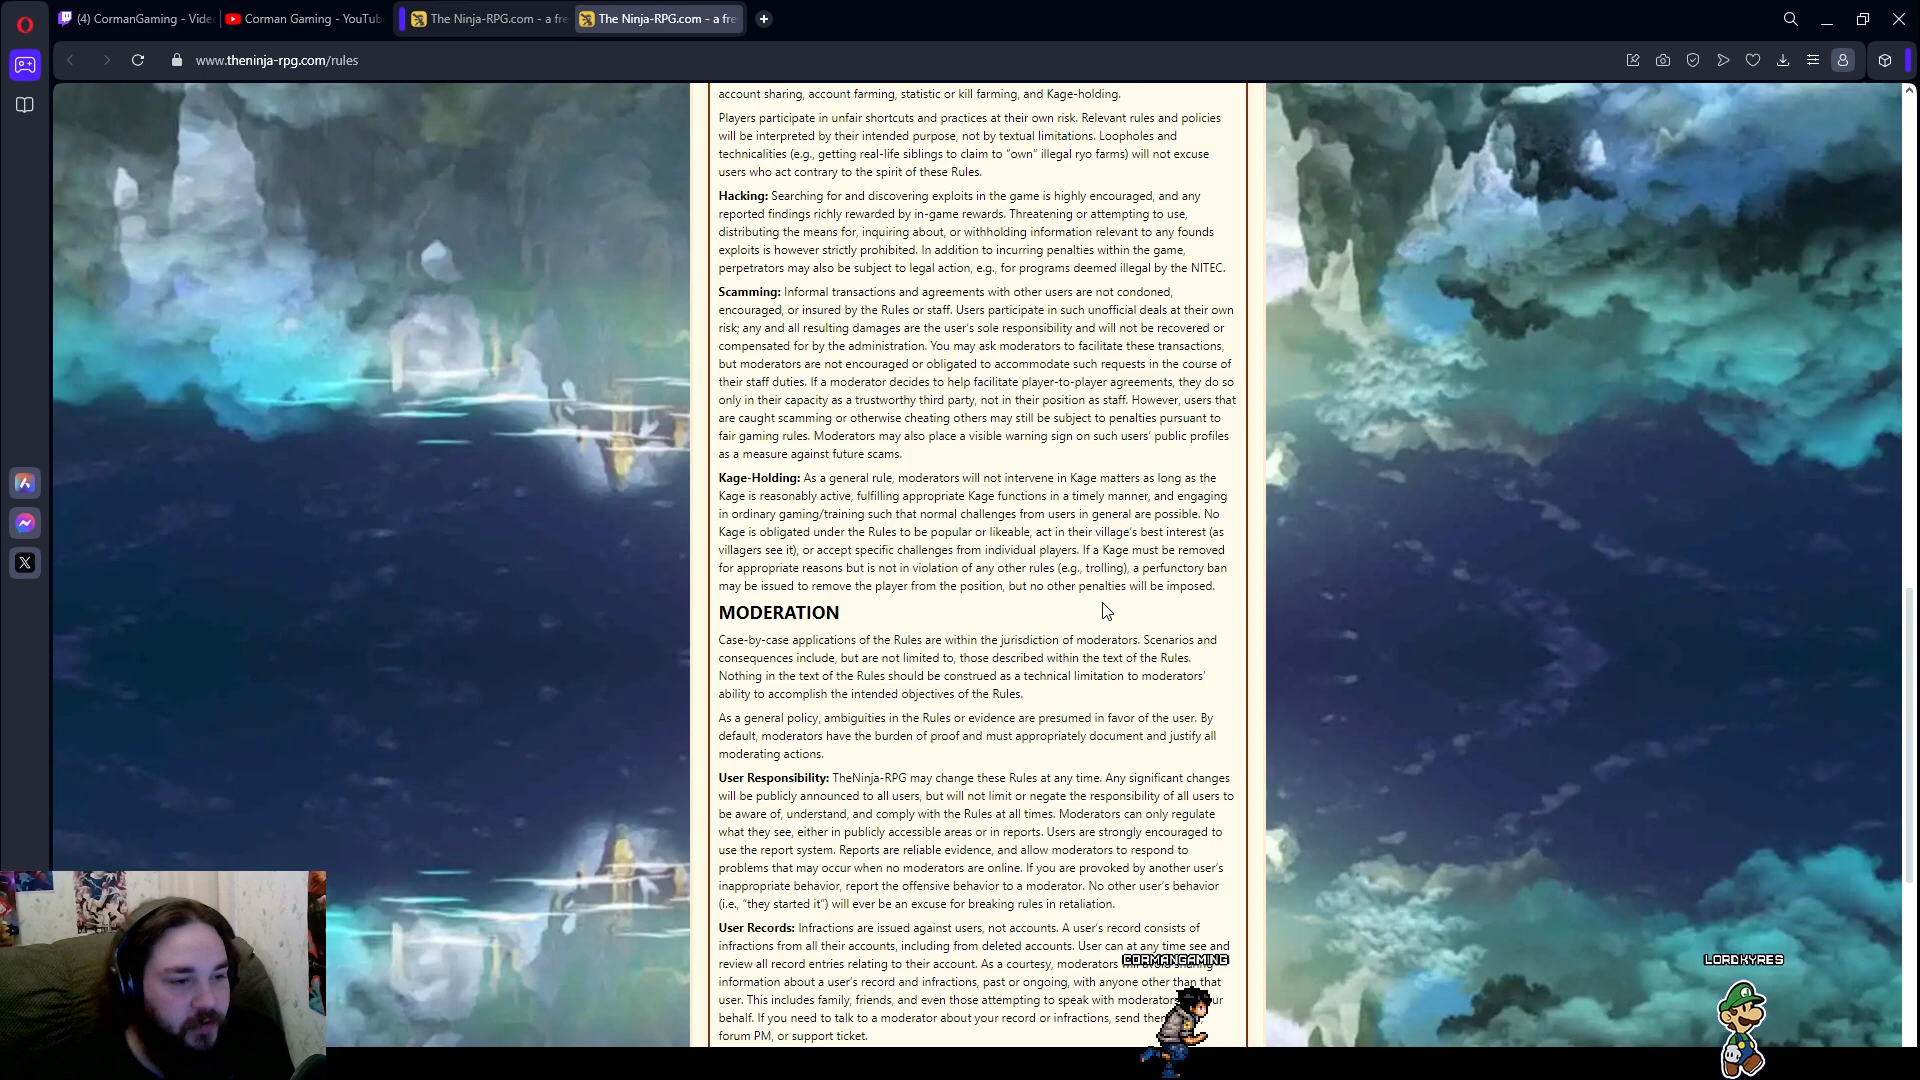 (4) CormanGaming - Vide
Corman Gaming - YouTub
The Ninja-RPG.com - a fre
The Ninja-RPG.com - a fre
www.theninja-rpg.com/rules
account sharing, account farming, statistic or kill farming, and Kage-holding.
Players participate in unfair shortcuts and practices at their own risk. Relevant rules and policies
will be interpreted by their intended purpose, not by textual limitations. Loopholes and
technicalities (e.g., getting real-life siblings to claim to “own” illegal ryo farms) will not excuse
users who act contrary to the spirit of these Rules.
Hacking: Searching for and discovering exploits in the game is highly encouraged, and any
reported findings richly rewarded by in-game rewards. Threatening or attempting to use,
distributing the means for, inquiring about, or withholding information relevant to any founds
exploits is however strictly prohibited. In addition to incurring penalties within the game,
perpetrators may also be subject to legal action, e.g., for programs deemed illegal by the NITEC.
Scamming: Informal transactions and agreements with other users are not condoned,
encouraged, or insured by the Rules or staff. Users participate in such unofficial deals at their own
risk; any and all resulting damages are the user’s sole responsibility and will not be recovered or
compensated for by the administration. You may ask moderators to facilitate these transactions,
but moderators are not encouraged or obligated to accommodate such requests in the course of
their staff duties. If a moderator decides to help facilitate player-to-player agreements, they do so
only in their capacity as a trustworthy third party, not in their position as staff. However, users that
are caught scamming or otherwise cheating others may still be subject to penalties pursuant to
fair gaming rules. Moderators may also place a visible warning sign on such users’ public profiles
as a measure against future scams.
Kage-Holding: As a general rule, moderators will not intervene in Kage matters as long as the
Kage is reasonably active, fulfilling appropriate Kage functions in a timely manner, and engaging
in ordinary gaming/training such that normal challenges from users in general are possible. No
Kage is obligated under the Rules to be popular or likeable, act in their village’s best interest (as
villagers see it), or accept specific challenges from individual players. If a Kage must be removed
for appropriate reasons but is not in violation of any other rules (e.g., trolling), a perfunctory ban
may be issued to remove the player from the position, but no other penalties will be imposed.
MODERATION
Case-by-case applications of the Rules are within the jurisdiction of moderators. Scenarios and
consequences include, but are not limited to, those described within the text of the Rules.
Nothing in the text of the Rules should be construed as a technical limitation to moderators’
ability to accomplish the intended objectives of the Rules.
As a general policy, ambiguities in the Rules or evidence are presumed in favor of the user. By
default, moderators have the burden of proof and must appropriately document and justify all
moderating actions.
User Responsibility: TheNinja-RPG may change these Rules at any time. Any significant changes
will be publicly announced to all users, but will not limit or negate the responsibility of all users to
be aware of, understand, and comply with the Rules at all times. Moderators can only regulate
what they see, either in publicly accessible areas or in reports. Users are strongly encouraged to
use the report system. Reports are reliable evidence, and allow moderators to respond to
problems that may occur when no moderators are online. If you are provoked by another user’s
inappropriate behavior, report the offensive behavior to a moderator. No other user’s behavior
(i.e., “they started it”) will ever be an excuse for breaking rules in retaliation.
User Records: Infractions are issued against users, not accounts. A user’s record consists of
infractions from all their accounts, including from deleted accounts. User can at any time see and
review all record entries relating to their account. As a courtesy, moderators
information about a user’s record and infractions, past or ongoing, with anyone other than that
user. This includes family, friends, and even those attempting to speak with moderators
behalf. If you need to talk to a moderator about your record or infractions, send
forum PM, or support ticket.
CORMANGAMING
LORDKYRES